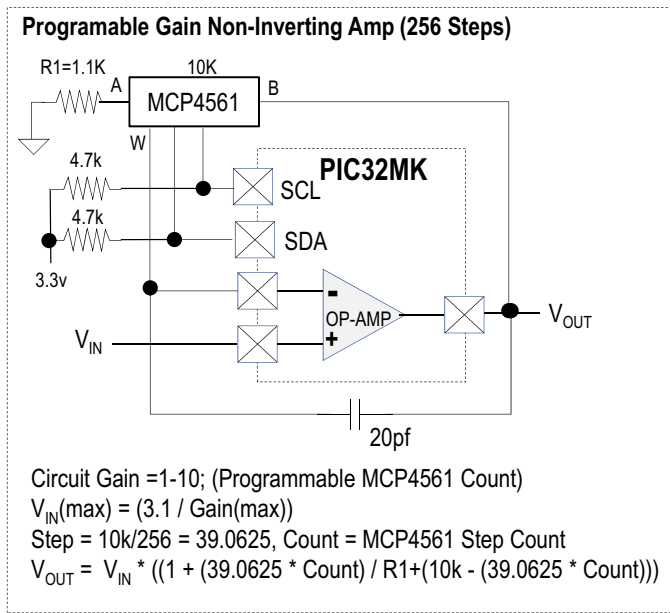 Programable Gain Non-Inverting Amp (256 Steps)
R1=1.1K
A
10K
B
MCP4561
W
4.7k
PIC32MK
SCL
4.7k
SDA
3.3v
-
OP-AMP
+
VIN
VOUT
20pf
Circuit Gain =1-10; (Programmable MCP4561 Count)
VIN(max) = (3.1 / Gain(max))
Step = 10k/256 = 39.0625, Count = MCP4561 Step Count
VOUT = VIN * ((1 + (39.0625 * Count) / R1+(10k - (39.0625 * Count)))